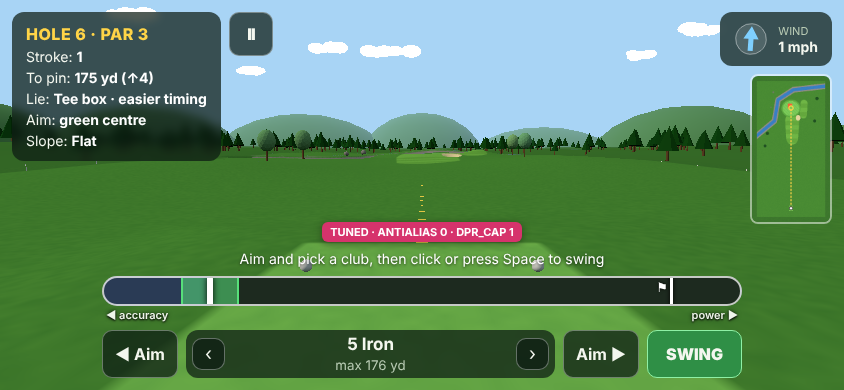 HOLE 6 · PAR 3
Stroke: 1
To pin: 175 yd (↑4)
Lie: Tee box · easier timing
Aim: green centre
Slope: Flat
WIND
1 mph
TUNED · ANTIALIAS 0 · DPR_CAP 1
Aim and pick a club, then click or press Space to swing
◀ accuracy
power ▶
◀ Aim
‹
5 Iron
max 176 yd
›
Aim ▶
SWING